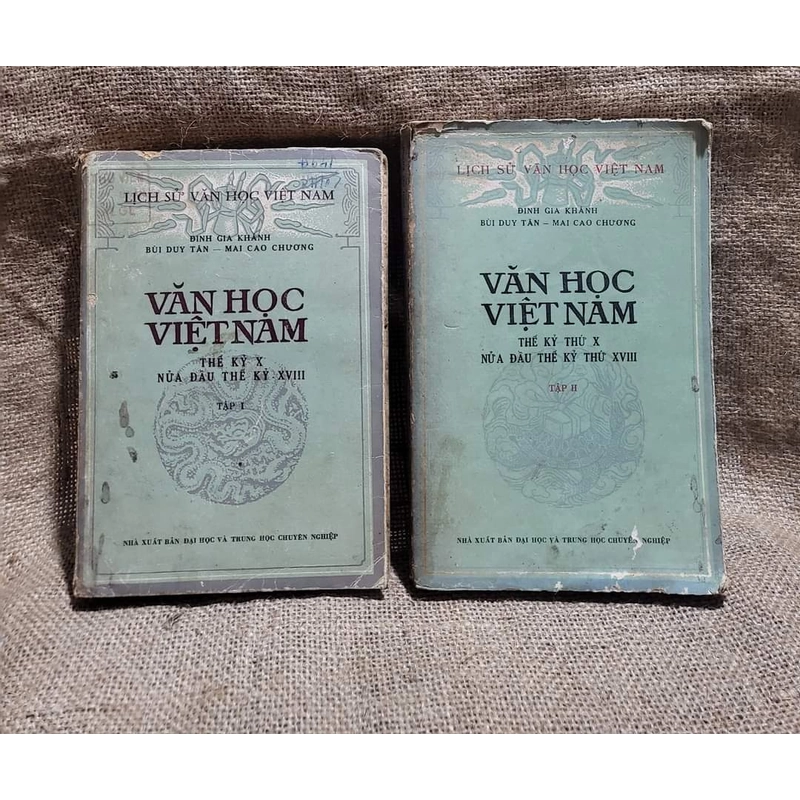 LỊCH SỬ VĂN HỌC VIỆT NAM
ĐINH GIA KHÁNH
BÙI DUY TÂN — MAI CAO CHƯƠNG
VĂN HỌC
VIỆT NAM
THẾ KỶ X
NỬA ĐẦU THẾ KỶ XVIII
TẬP I
NHÀ XUẤT BẢN ĐẠI HỌC VÀ TRUNG HỌC CHUYÊN NGHIỆP
LỊCH SỬ VĂN HỌC VIỆT NAM
ĐINH GIA KHÁNH
BÙI DUY TÂN — MAI CAO CHƯƠNG
VĂN HỌC
VIỆT NAM
THẾ KỶ THỨ X
NỬA ĐẦU THẾ KỶ THỨ XVIII
TẬP II
NHÀ XUẤT BẢN ĐẠI HỌC VÀ TRUNG HỌC CHUYÊN NGHIỆP